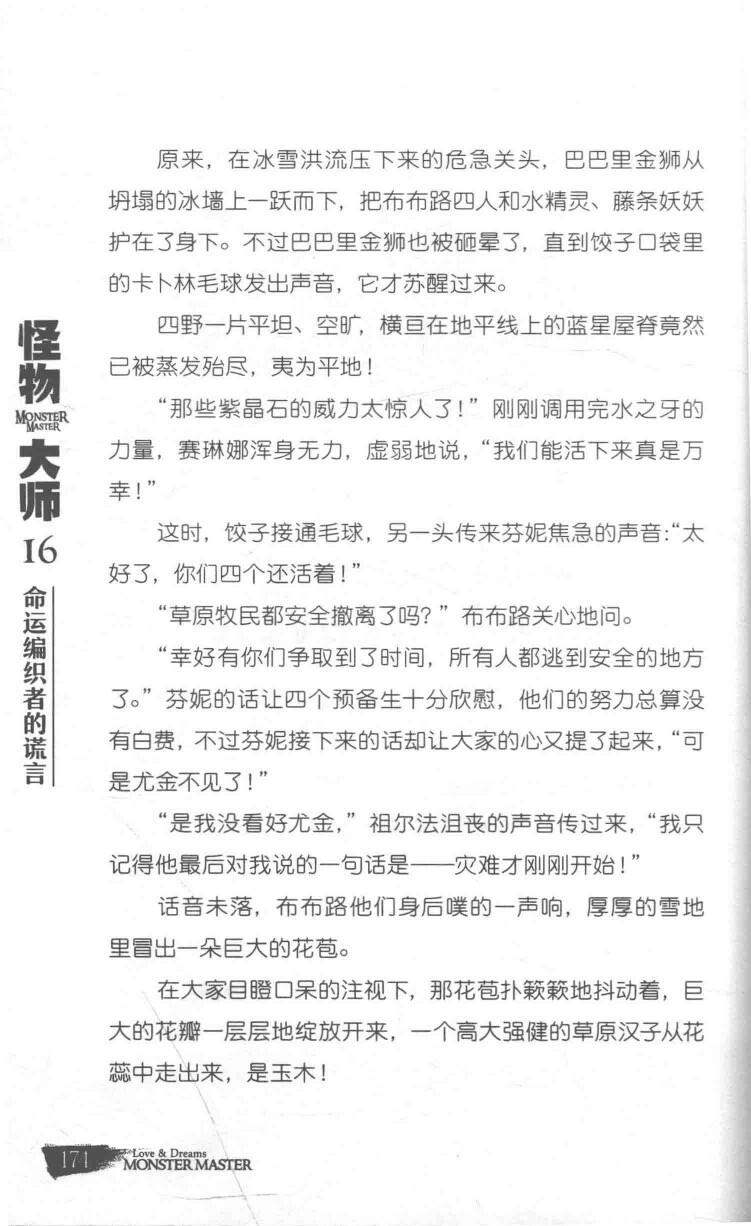 原来，在冰雪洪流压下来的危急关头，巴巴里金狮从
坍塌的冰墙上一跃而下，把布布路四人和水精灵、藤条妖妖
护在了身下。不过巴巴里金狮也被砸晕了，直到饺子口袋里
的卡卜林毛球发出声音，它才苏醒过来。
四野一片平坦、空旷，横亘在地平线上的蓝星屋脊竟然
已被蒸发殆尽，夷为平地！
“那些紫晶石的威力太惊人了！”刚刚调用完水之牙的
力量，赛琳娜浑身无力，虚弱地说，“我们能活下来真是万
幸！”
这时，饺子接通毛球，另一头传来芬妮焦急的声音：“太
好了，你们四个还活着！”
“草原牧民都安全撤离了吗？”布布路关心地问。
“幸好有你们争取到了时间，所有人都逃到安全的地方
了。”芬妮的话让四个预备生十分欣慰，他们的努力总算没
有白费，不过芬妮接下来的话却让大家的心又提了起来，“可
是尤金不见了！”
“是我没看好尤金，”祖尔法沮丧的声音传过来，“我只
记得他最后对我说的一句话是——灾难才刚刚开始！”
话音未落，布布路他们身后噗的一声响，厚厚的雪地
里冒出一朵巨大的花苞。
在大家目瞪口呆的注视下，那花苞扑簌簌地抖动着，巨
大的花瓣一层层地绽放开来，一个高大强健的草原汉子从花
蕊中走出来，是玉木！
怪物
MONSTER
MASTER
大师
16
命运编织者的谎言
171
Love & Dreams
MONSTER MASTER